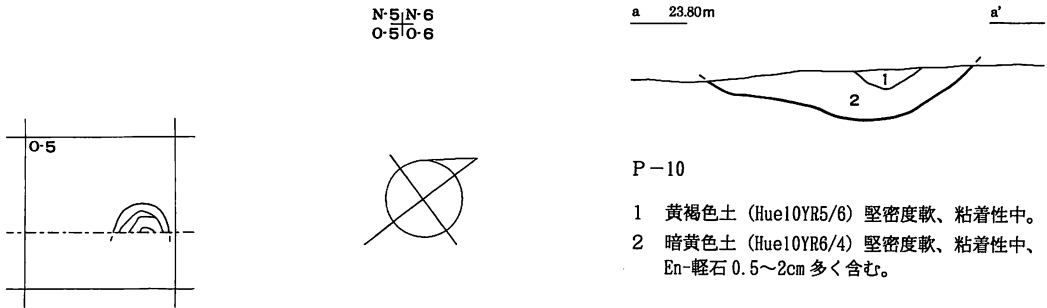 N-5 N-6
O-5 O-6
O-5
a 23.80m a'
1
2
P-10
1 黄褐色土 (Hue10YR5/6) 堅密度軟、粘着性中。
2 暗黄色土 (Hue10YR6/4) 堅密度軟、粘着性中、
En-軽石 0.5～2cm 多く含む。